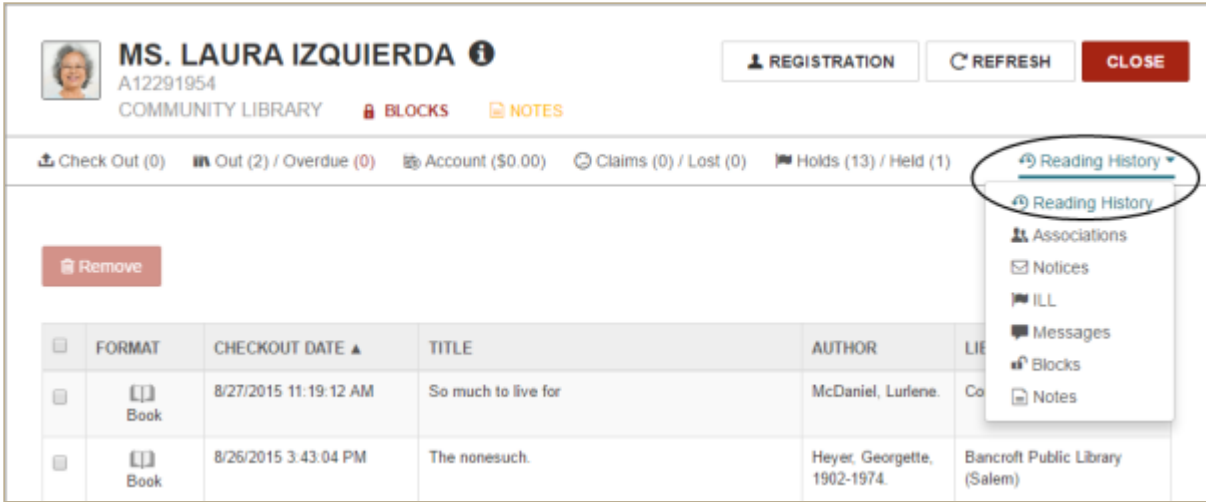 MS. LAURA IZQUIERDA
REGISTRATION
REFRESH
CLOSE
A12291954
COMMUNITY LIBRARY
BLOCKS
NOTES
Check Out (0)
Out (2) / Overdue (0)
Account ($0.00)
Claims (0) / Lost (0)
Holds (13) / Held (1)
Reading History
Reading History
Associations
Notices
ILL
Messages
Blocks
Notes
Remove
FORMAT
CHECKOUT DATE ▲
TITLE
AUTHOR
Book
8/27/2015 11:19:12 AM
So much to live for
McDaniel, Lurlene.
Book
8/26/2015 3:43:04 PM
The nonesuch.
Heyer, Georgette,
1902-1974.
Bancroft Public Library
(Salem)